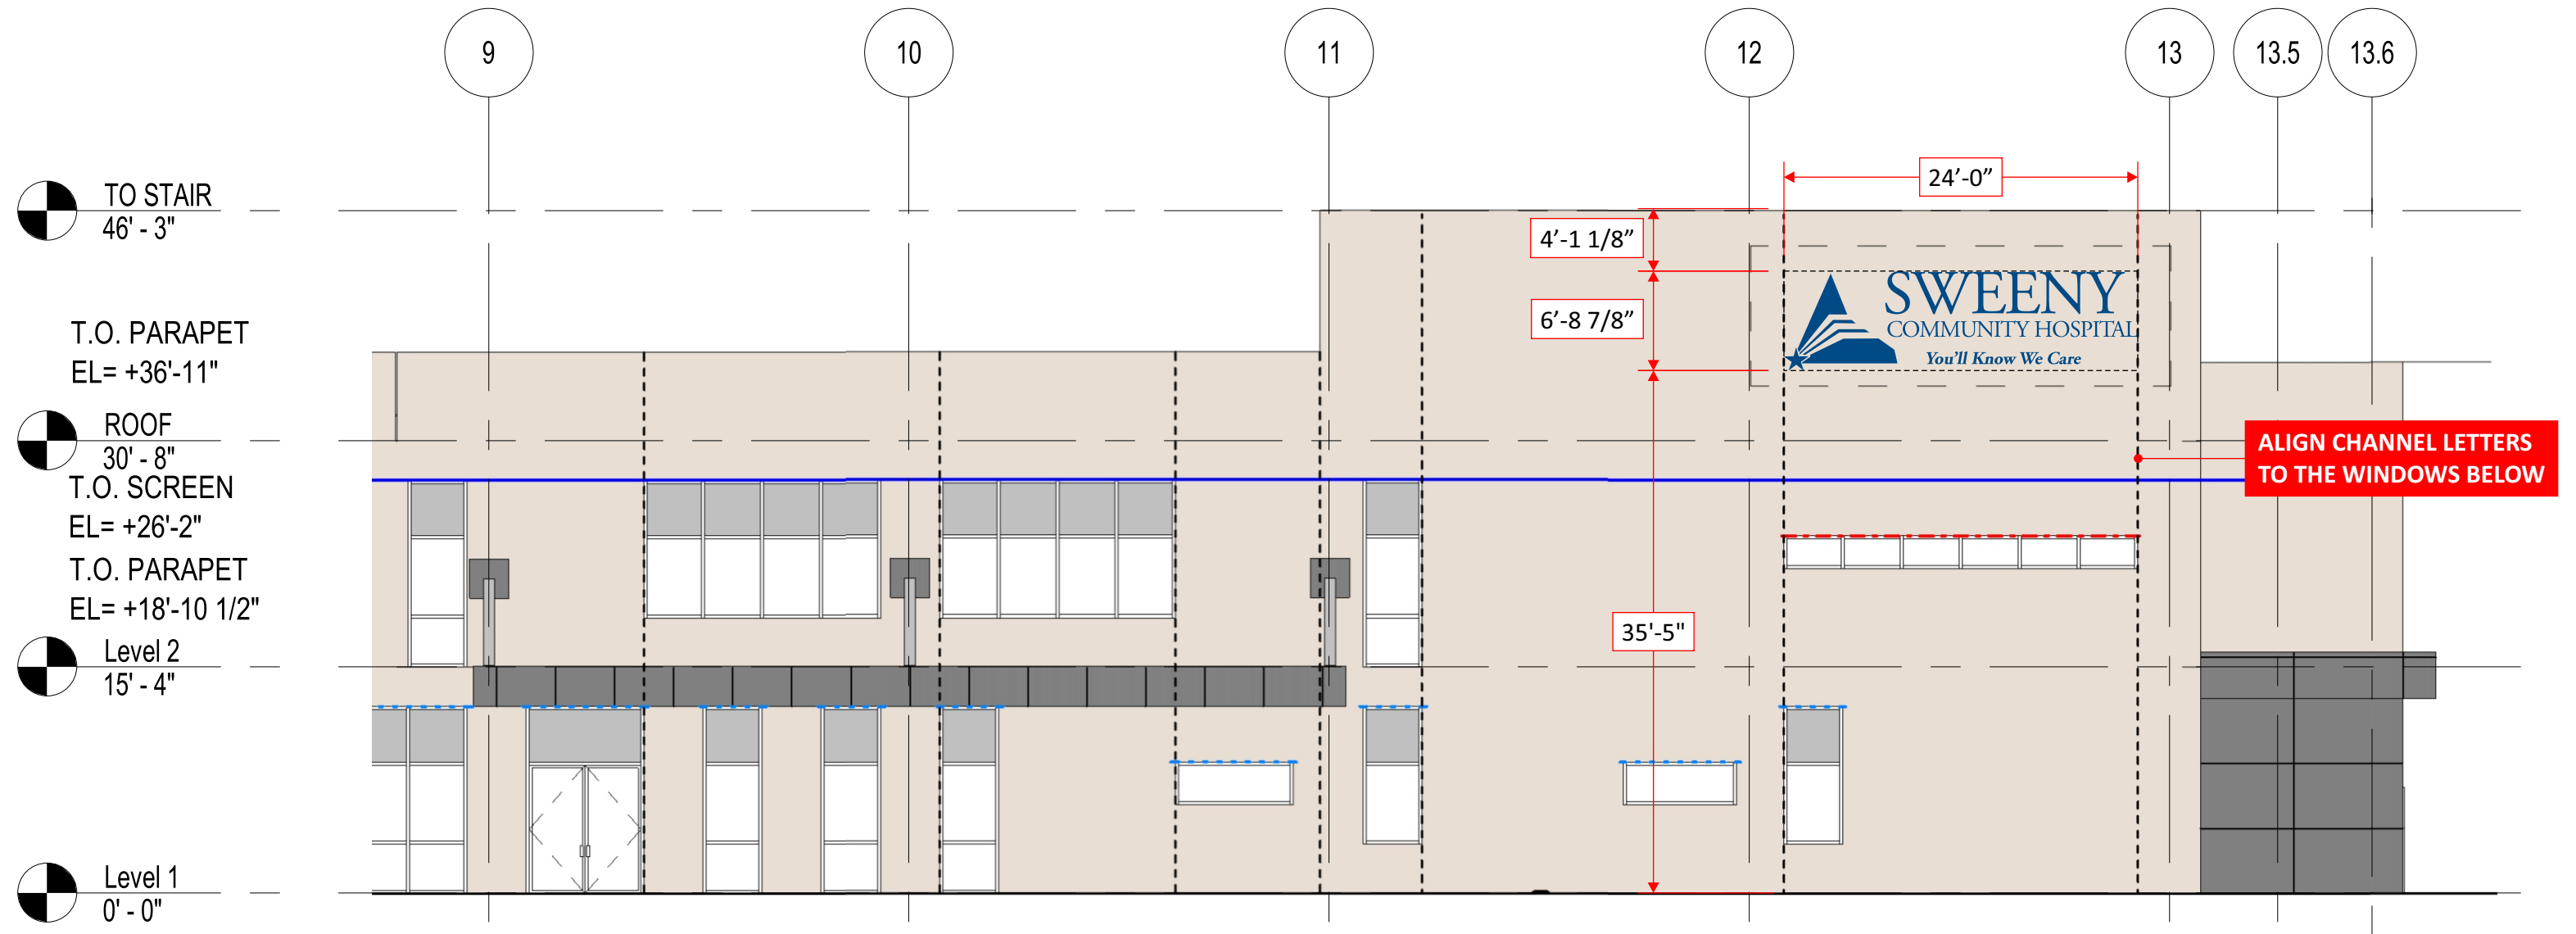 9
10
11
12
13
13.5
13.6
TO STAIR
46' - 3"
24’-0”
4’-1 1/8”
6’-8 7/8”
SWEENY
COMMUNITY HOSPITAL
You’ll Know We Care
T.O. PARAPET
EL= +36'-11"
ROOF
30' - 8"
ALIGN CHANNEL LETTERS
TO THE WINDOWS BELOW
T.O. SCREEN
EL= +26'-2"
T.O. PARAPET
EL= +18'-10 1/2"
35'-5"
Level 2
15' - 4"
Level 1
0' - 0"